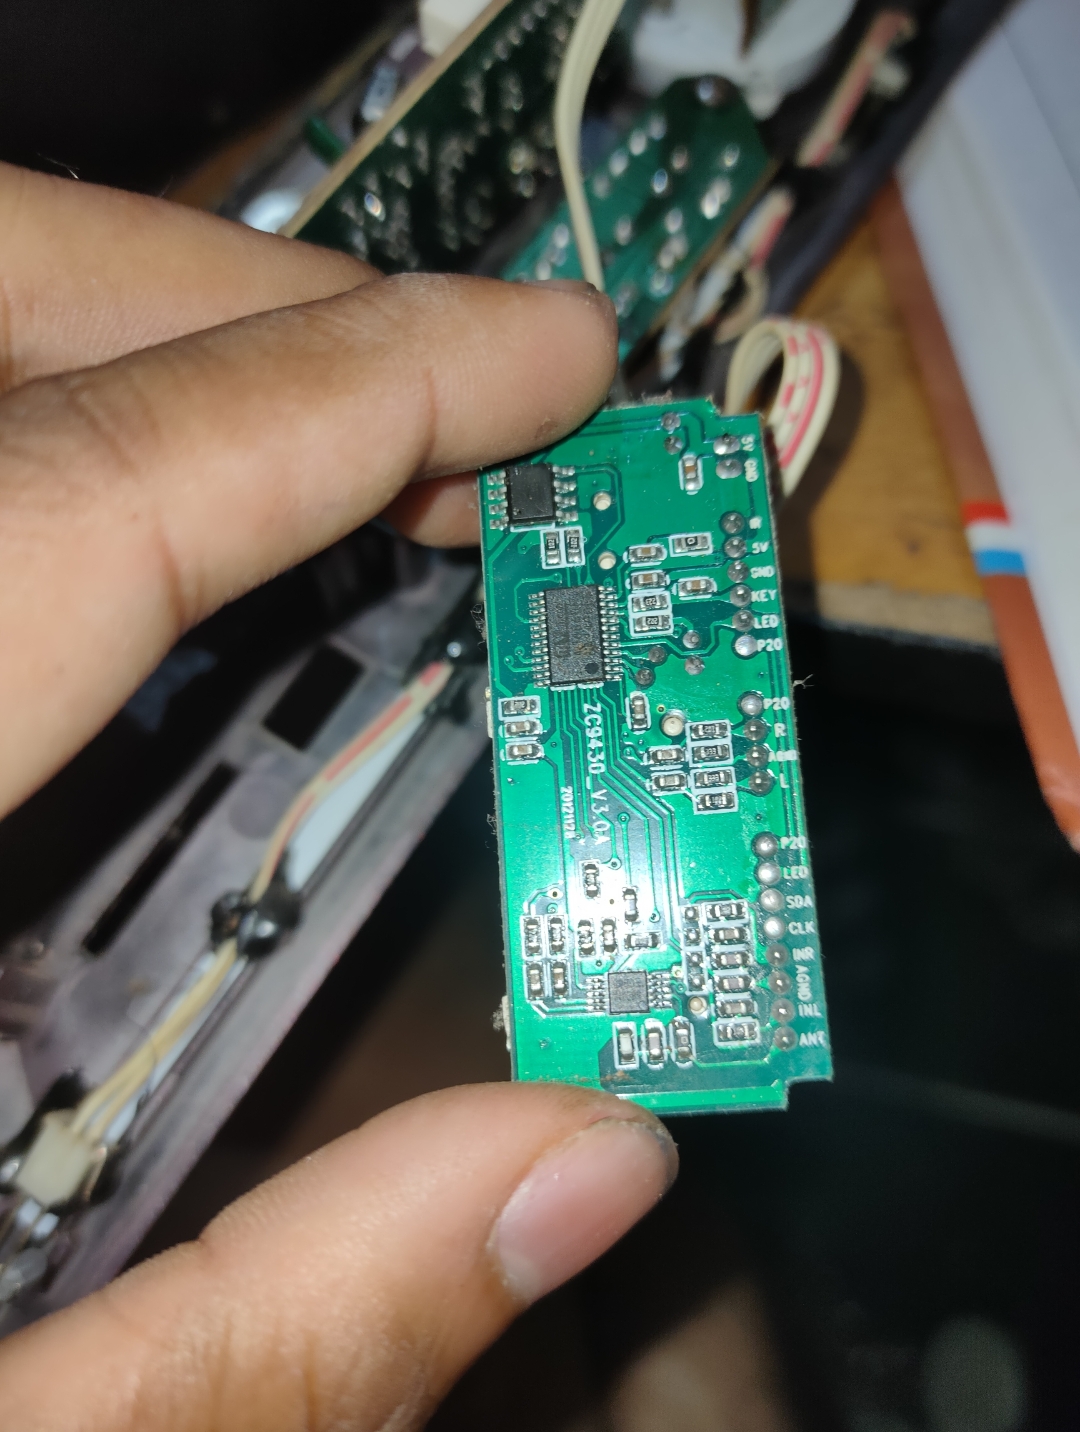 5V
GND
IR
5V
GND
KEY
LED
P20
P20
R
AGND
L
ZC9430_V3.0A
20121128
P20
LED
SDA
CLK
INR
AGND
INL
ANT